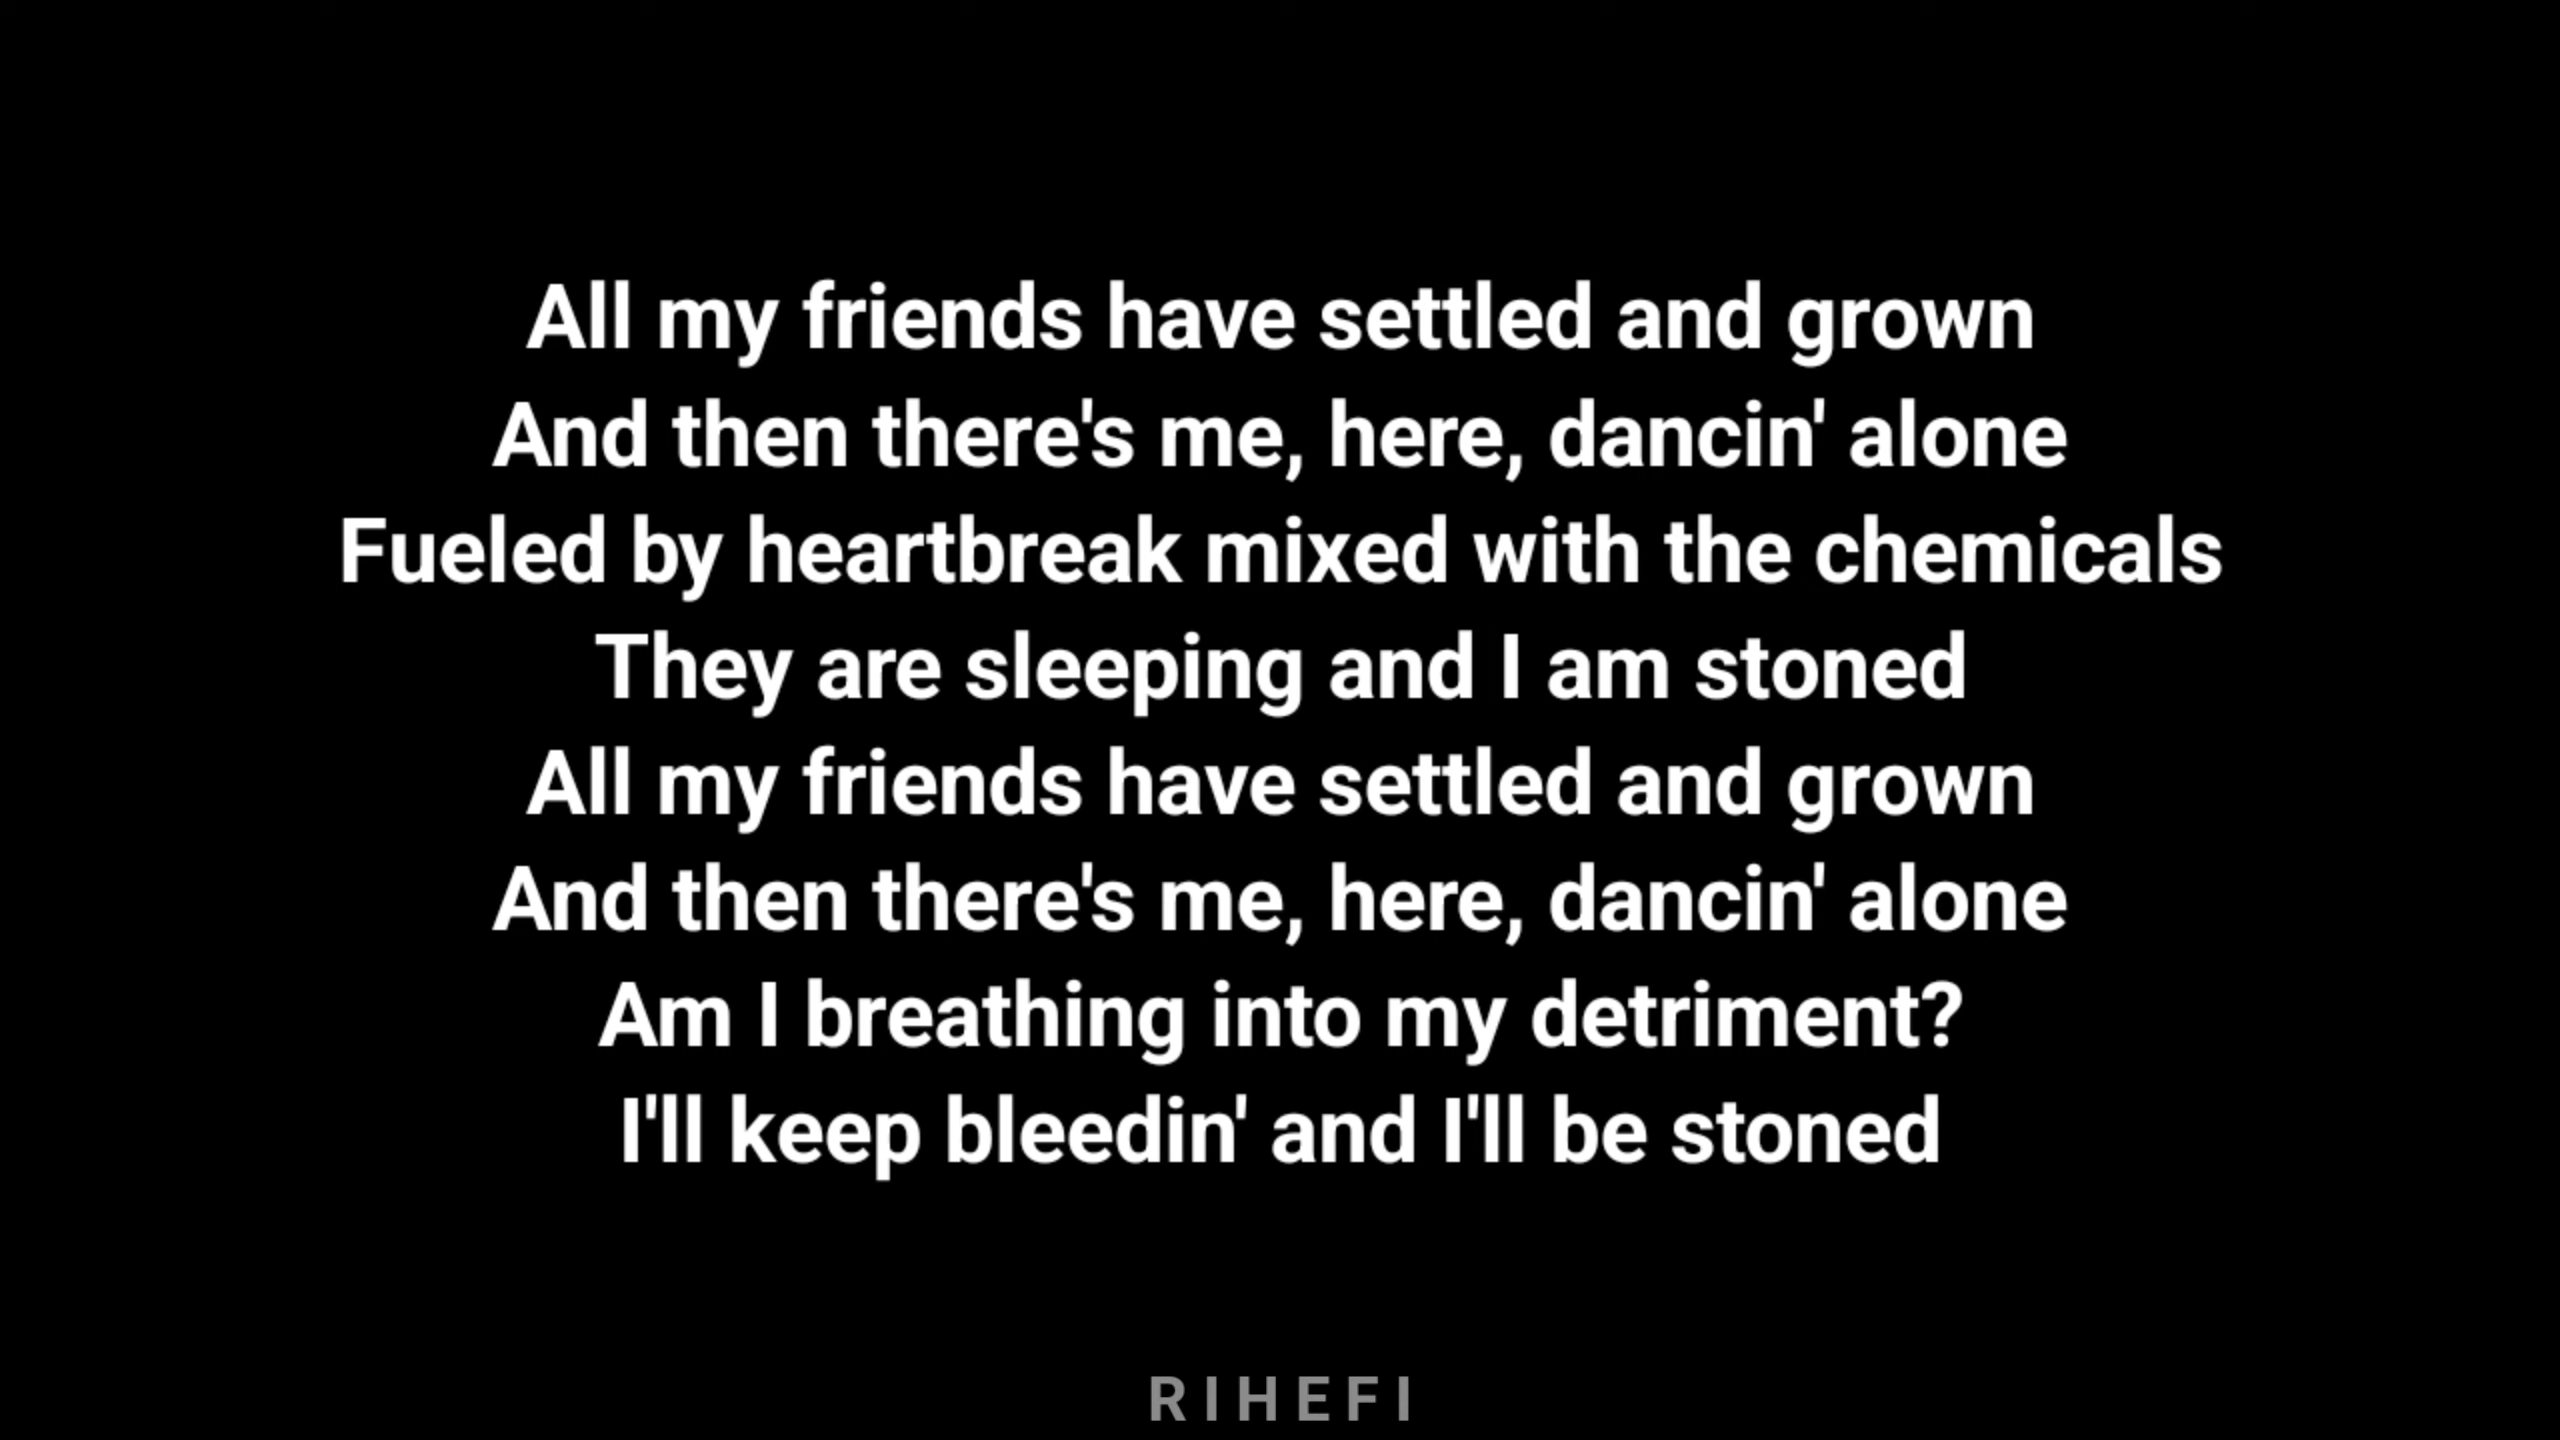 All my friends have settled and grown
And then there's me, here, dancin' alone
Fueled by heartbreak mixed with the chemicals
They are sleeping and I am stoned
All my friends have settled and grown
And then there's me, here, dancin' alone
Am I breathing into my detriment?
I'll keep bleedin' and I'll be stoned
RIHEFI